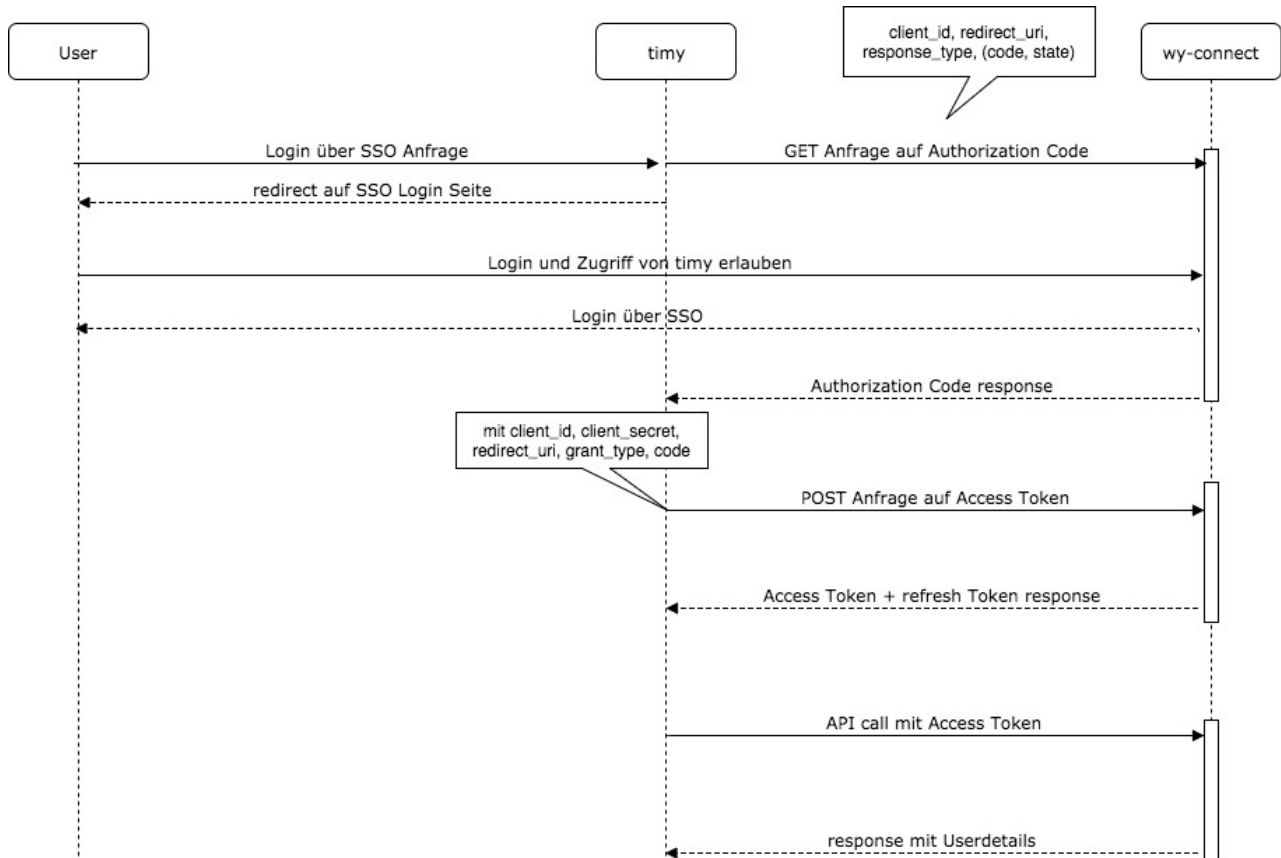 User
timy
client_id, redirect_uri,
response_type, (code, state)
wy-connect
Login über SSO Anfrage
GET Anfrage auf Authorization Code
redirect auf SSO Login Seite
Login und Zugriff von timy erlauben
Login über SSO
Authorization Code response
mit client_id, client_secret,
redirect_uri, grant_type, code
POST Anfrage auf Access Token
Access Token + refresh Token response
API call mit Access Token
response mit Userdetails